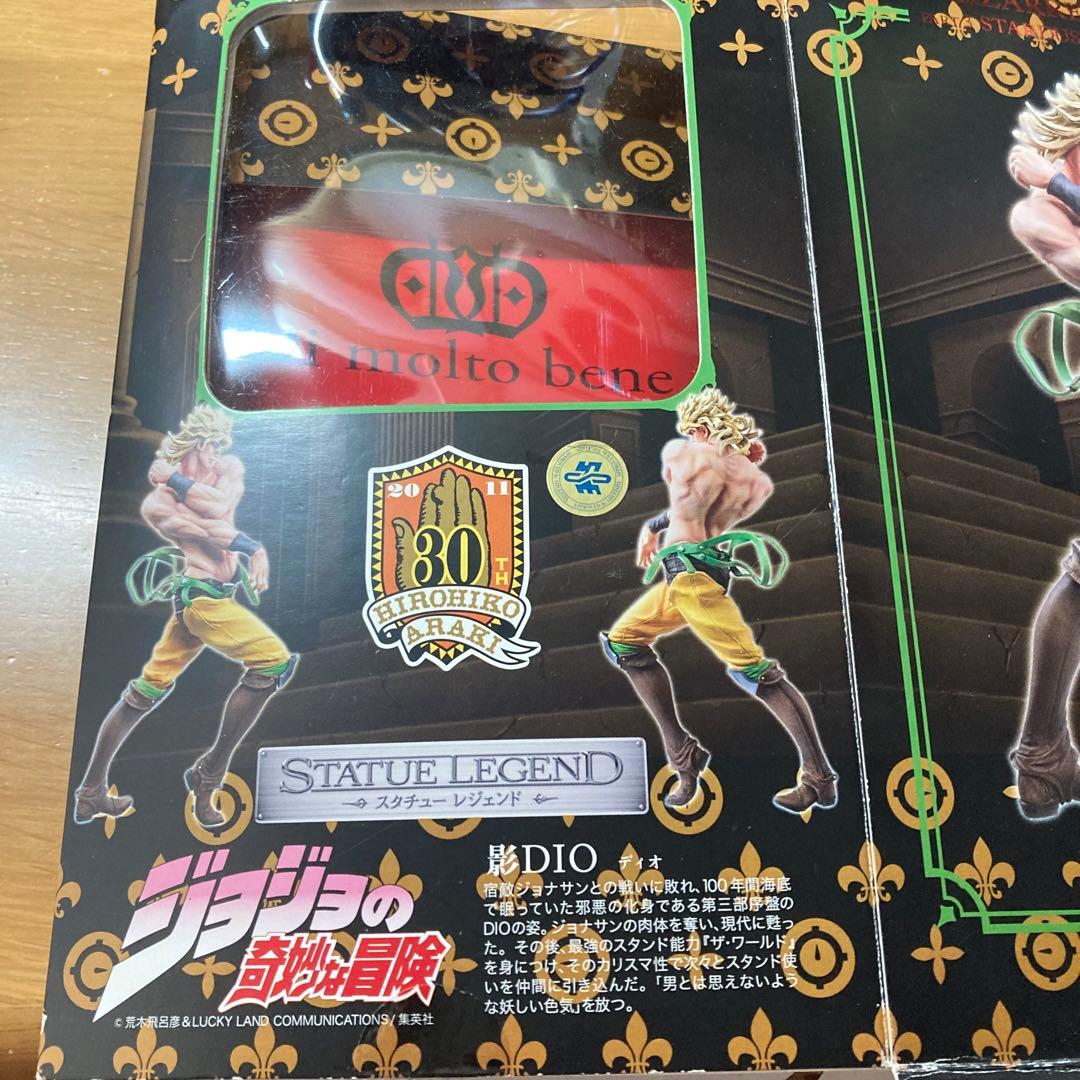 STARDUS
i molto bene
2011
30TH
HIROHIKO
ARAKI
STATUE LEGEND
スタチュー レジェンド
ジョジョの
奇妙な冒険
©荒木飛呂彦&LUCKY LAND COMMUNICATIONS/集英社
影DIO ディオ
宿敵ジョナサンとの戦いに敗れ、100年間海底
で眠っていた邪悪の化身である第三部序盤の
DIOの姿。ジョナサンの肉体を奪い、現代に甦っ
た。その後、最強のスタンド能力『ザ・ワールド』
を身につけ、そのカリスマ性で次々とスタンド使
いを仲間に引き込んだ。「男とは思えないよう
な妖しい色気」を放つ。